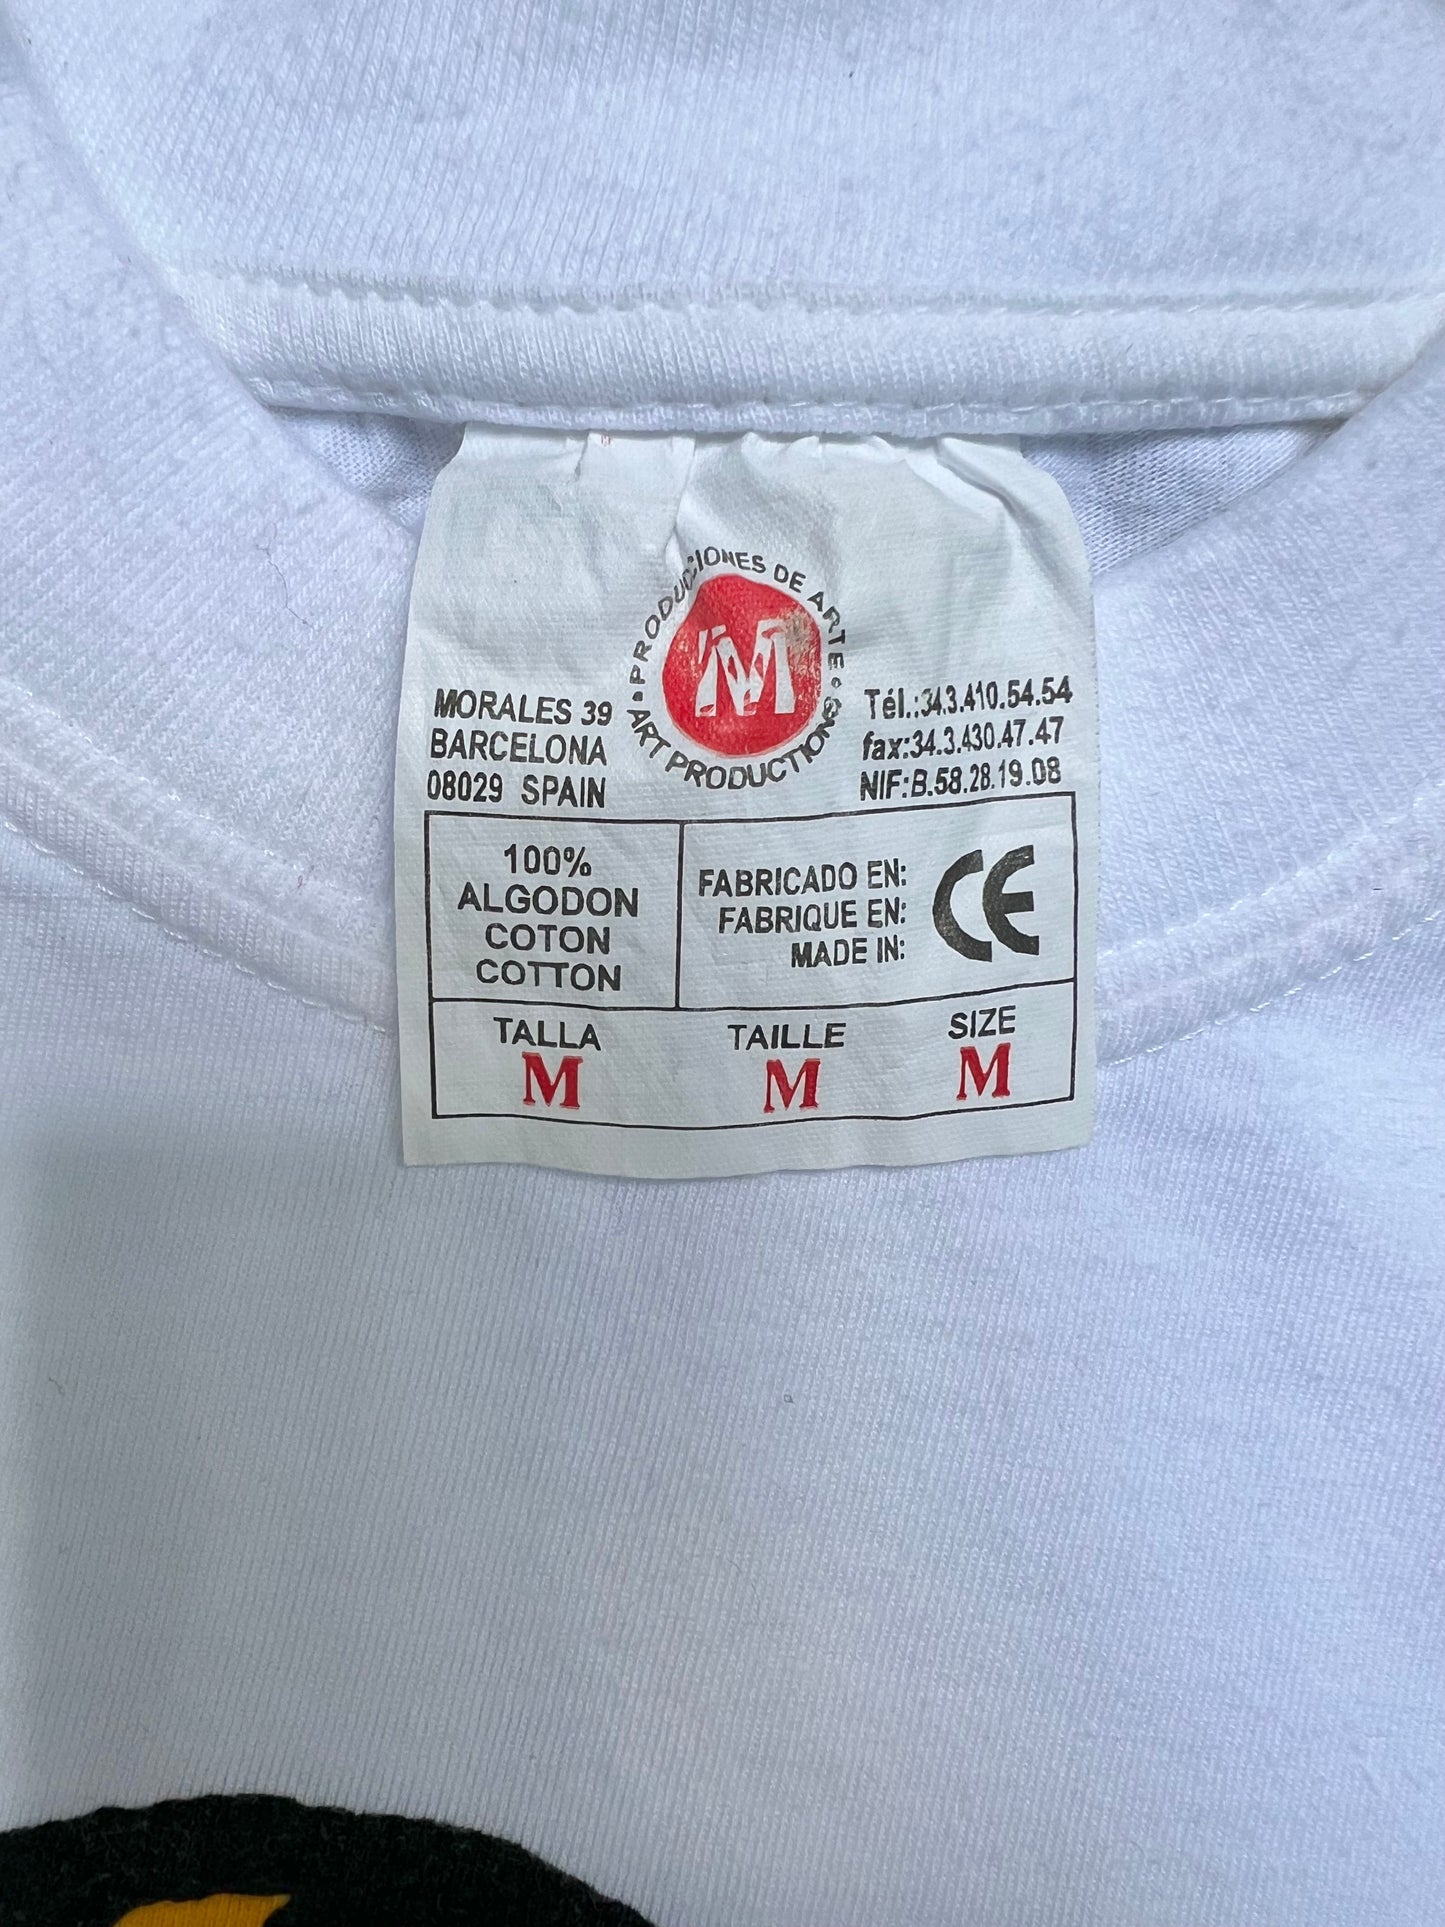 • PRODUCCIONES DE ARTE •
ART PRODUCTIONS
M
MORALES 39
BARCELONA
08029 SPAIN
Tél.:34.3.410.54.54
fax:34.3.430.47.47
NIF:B.58.28.19.08
100%
ALGODON
COTON
COTTON
FABRICADO EN:
FABRIQUE EN:
MADE IN:
CE
TALLA TAILLE SIZE
M M M